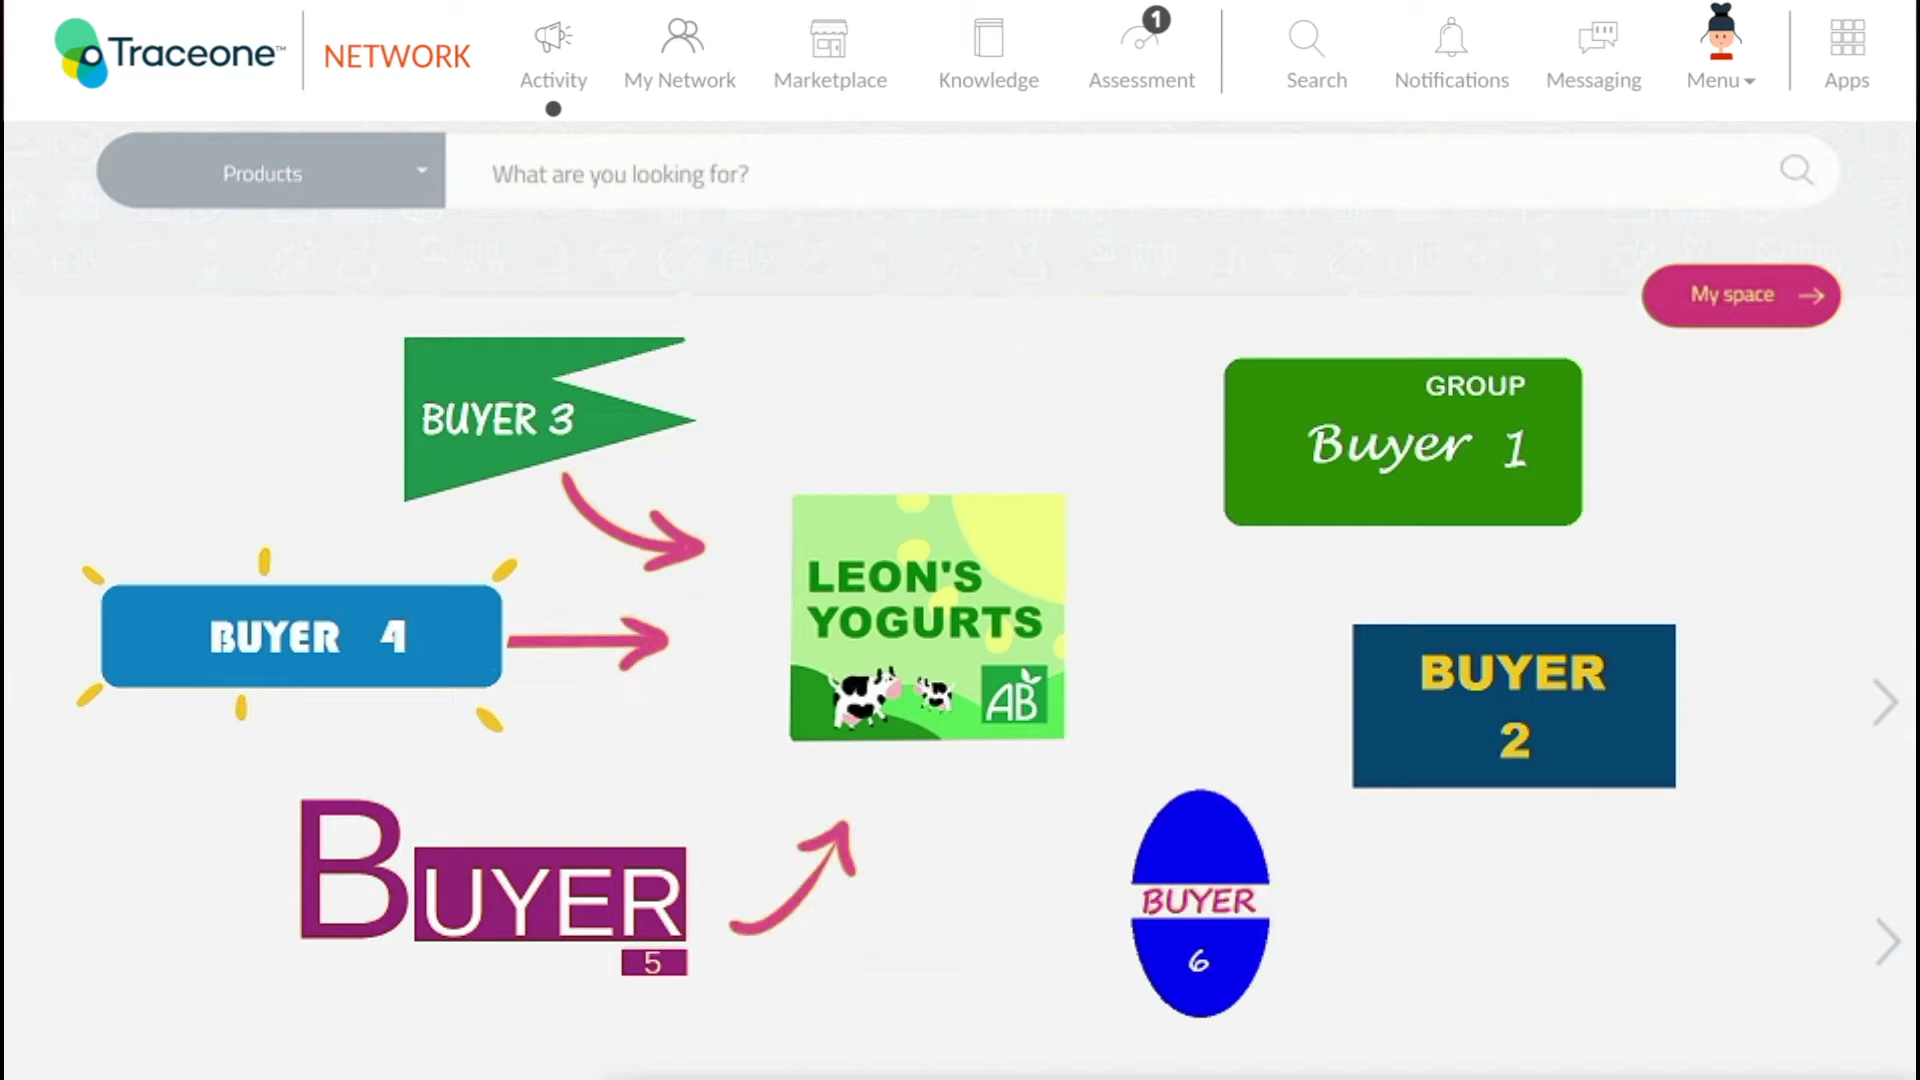 Traceone™
NETWORK
Activity
My Network
Marketplace
Knowledge
1
Assessment
Search
Notifications
Messaging
Menu
Apps
Products
What are you looking for?
My space
BUYER 3
GROUP
Buyer 1
LEON'S
YOGURTS
AB
BUYER 4
BUYER
2
BUYER
5
BUYER
6